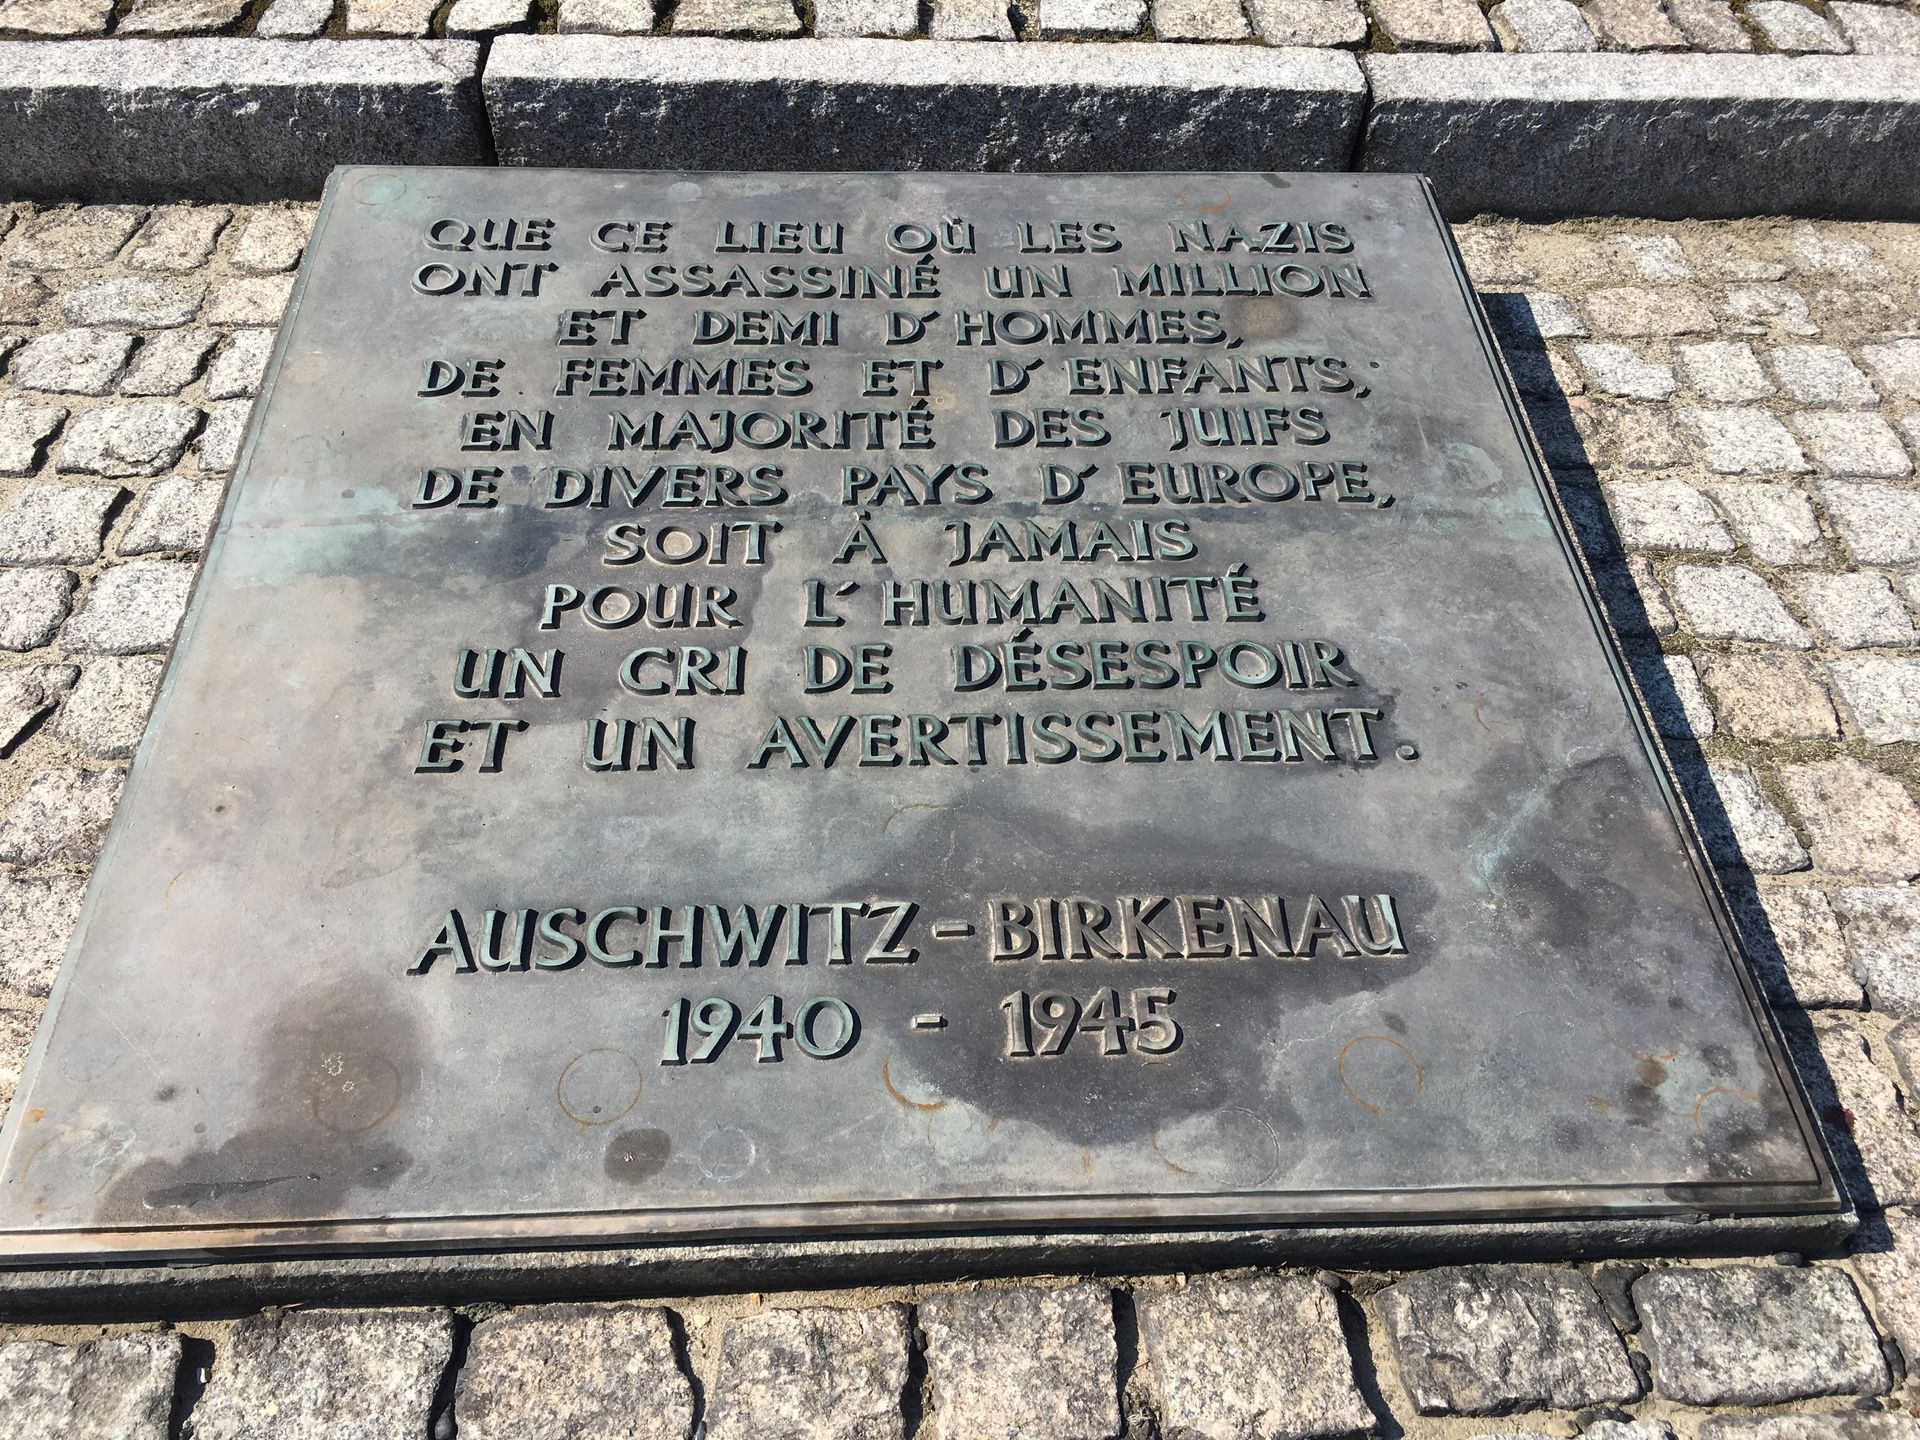 QUE CE LIEU OÙ LES NAZIS
ONT ASSASSINÉ UN MILLION
ET DEMI D'HOMMES,
DE FEMMES ET D'ENFANTS,
EN MAJORITÉ DES JUIFS
DE DIVERS PAYS D'EUROPE,
SOIT À JAMAIS
POUR L'HUMANITÉ
UN CRI DE DÉSESPOIR
ET UN AVERTISSEMENT.
AUSCHWITZ-BIRKENAU
1940 - 1945